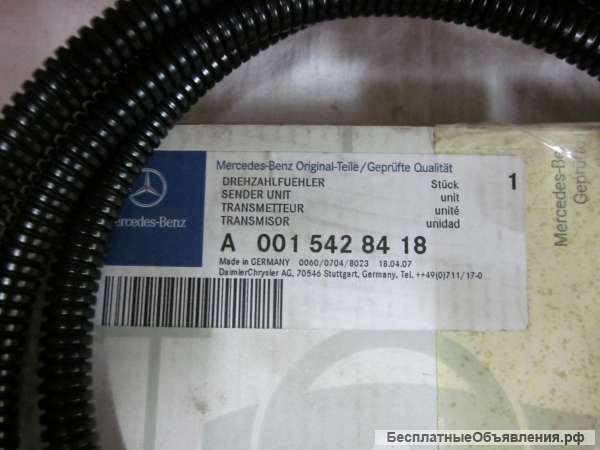 Mercedes-Benz Original-Teile/Geprüfte Qualität
DREHZAHLFUEHLER Stück 1
SENDER UNIT unit
TRANSMETTEUR unité
TRANSMISOR unidad
A 001 542 84 18
Made in GERMANY 0060/0704/8023 18.04.07
DaimlerChrysler AG, 70546 Stuttgart, Germany, Tel. ++49(0)711/17-0
ercedes-Benz
Mercedes-Be
БесплатныеОбъявления.рф